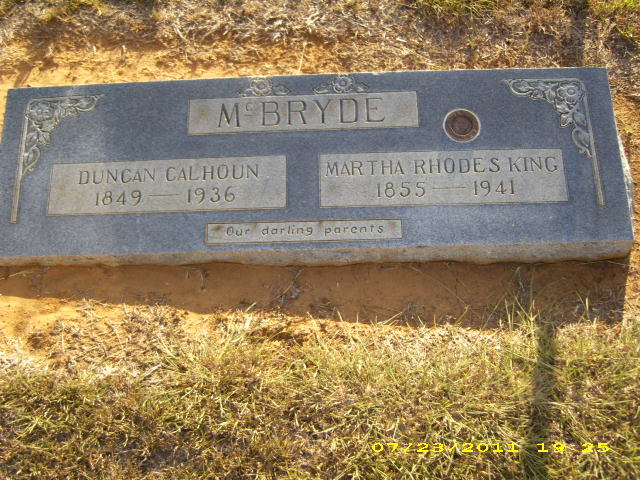 McBRYDE
DUNCAN CALHOUN
1849 — 1936
MARTHA RHODES KING
1855 — 1941
Our darling parents
07/23/2011 19:25